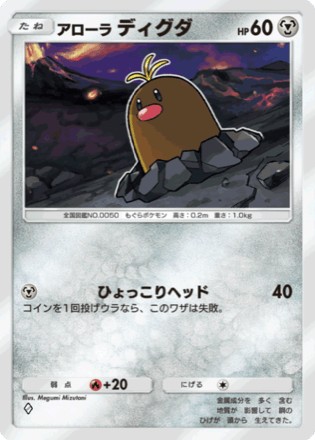 たね アローラ ディグダ HP 60
全国図鑑NO.0050 もぐらポケモン 高さ:0.2m 重さ:1.0kg
ひょっこりヘッド 40
コインを1回投げウラなら、このワザは失敗。
弱点 +20 にげる
Illus. Megumi Mizutani
金属成分を 多く 含む
地質が 影響して 鋼の
ひげが 頭から 生えてきた。